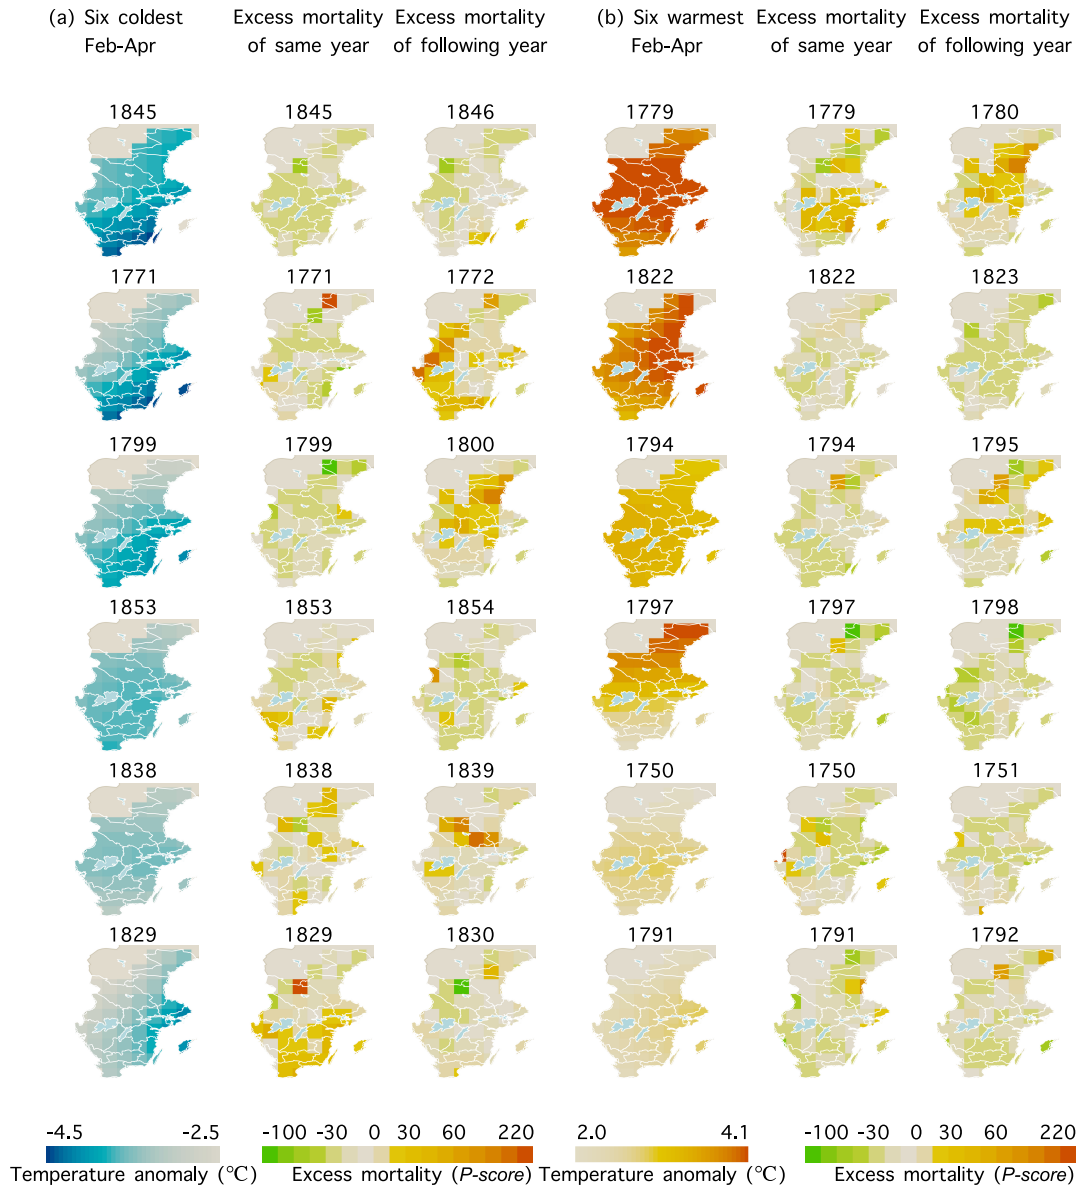 (a) Six coldest Excess mortality Excess mortality (b) Six warmest Excess mortality Excess mortality
Feb-Apr of same year of following year Feb-Apr of same year of following year
1845 1845 1846 1779 1779 1780
1771 1771 1772 1822 1822 1823
1799 1799 1800 1794 1794 1795
1853 1853 1854 1797 1797 1798
1838 1838 1839 1750 1750 1751
1829 1829 1830 1791 1791 1792
-4.5 -2.5 -100 -30 0 30 60 220 2.0 4.1 -100 -30 0 30 60 220
Temperature anomaly (°C) Excess mortality (P-score) Temperature anomaly (°C) Excess mortality (P-score)